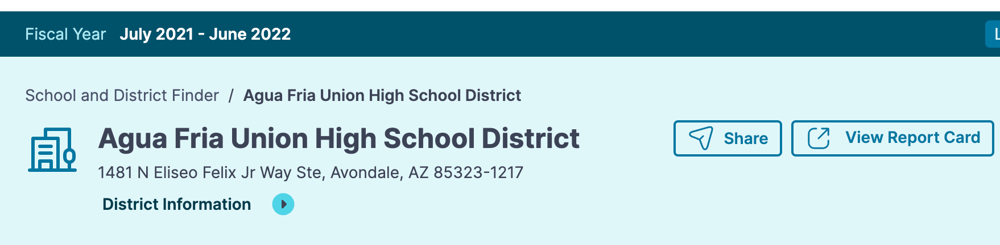 Fiscal Year July 2021 - June 2022
School and District Finder / Agua Fria Union High School District
Agua Fria Union High School District
Share
View Report Card
1481 N Eliseo Felix Jr Way Ste, Avondale, AZ 85323-1217
District Information